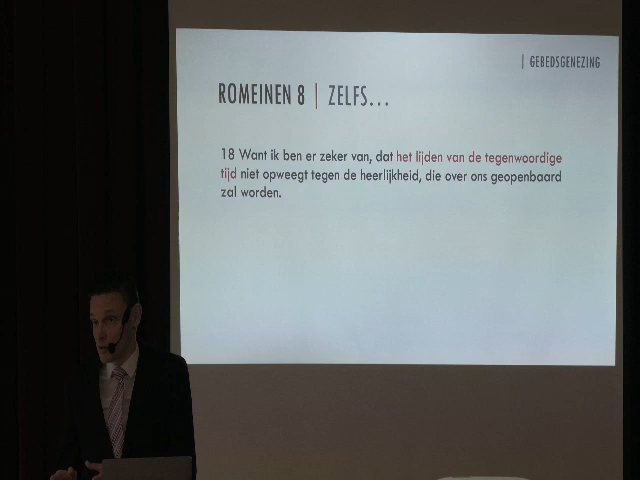 | GEBEDSGENEZING
ROMEINEN 8 | ZELFS...
18 Want ik ben er zeker van, dat het lijden van de tegenwoordige
tijd niet opweegt tegen de heerlijkheid, die over ons geopenbaard
zal worden.